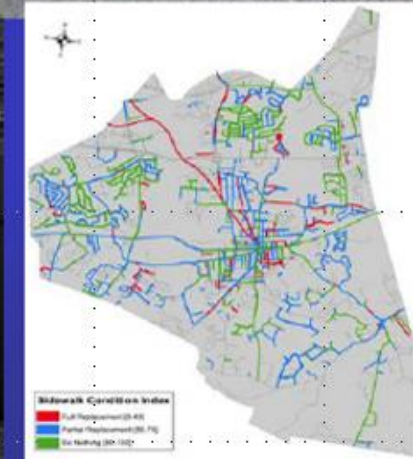 Sidewalk Condition Index
Full Replacement [0-49]
Partial Replacement [50-79]
Do Nothing [80-100]